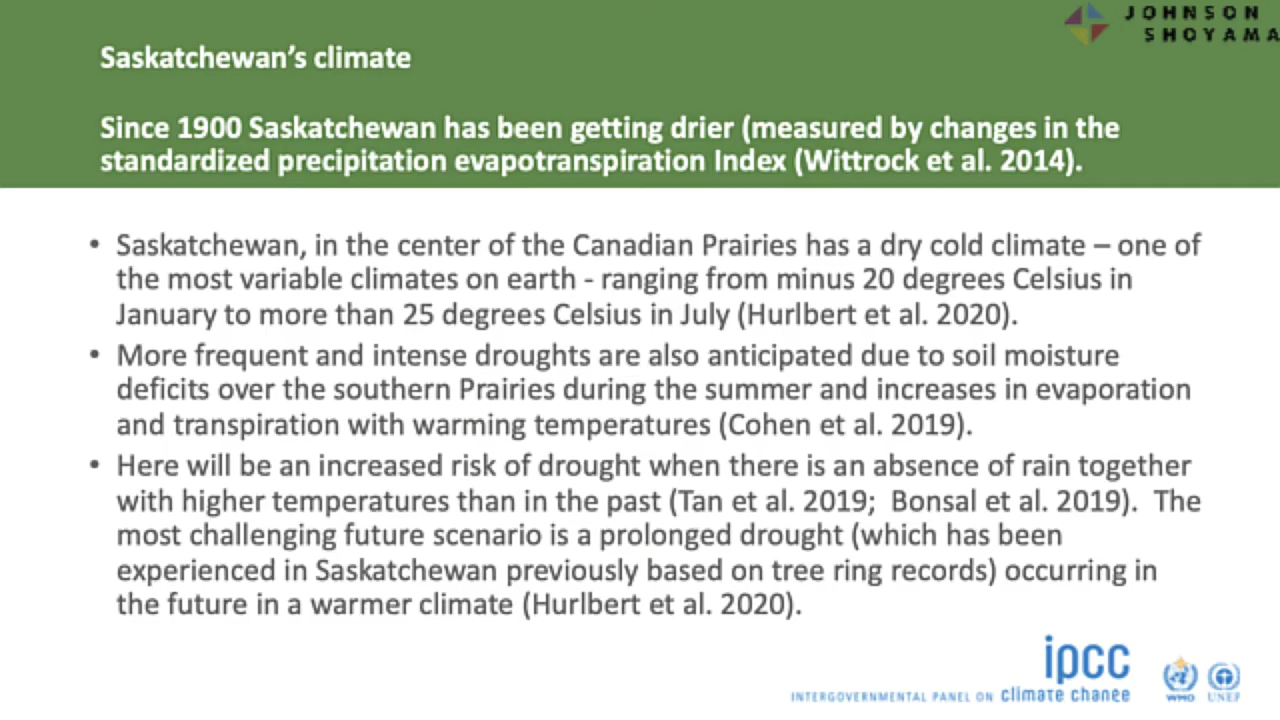 JOHNSON
SHOYAMA
Saskatchewan’s climate
Since 1900 Saskatchewan has been getting drier (measured by changes in the
standardized precipitation evapotranspiration Index (Wittrock et al. 2014).
• Saskatchewan, in the center of the Canadian Prairies has a dry cold climate – one of
the most variable climates on earth - ranging from minus 20 degrees Celsius in
January to more than 25 degrees Celsius in July (Hurlbert et al. 2020).
• More frequent and intense droughts are also anticipated due to soil moisture
deficits over the southern Prairies during the summer and increases in evaporation
and transpiration with warming temperatures (Cohen et al. 2019).
• Here will be an increased risk of drought when there is an absence of rain together
with higher temperatures than in the past (Tan et al. 2019;  Bonsal et al. 2019).  The
most challenging future scenario is a prolonged drought (which has been
experienced in Saskatchewan previously based on tree ring records) occurring in
the future in a warmer climate (Hurlbert et al. 2020).
ipcc
INTERGOVERNMENTAL PANEL ON climate change
WMO UNEP